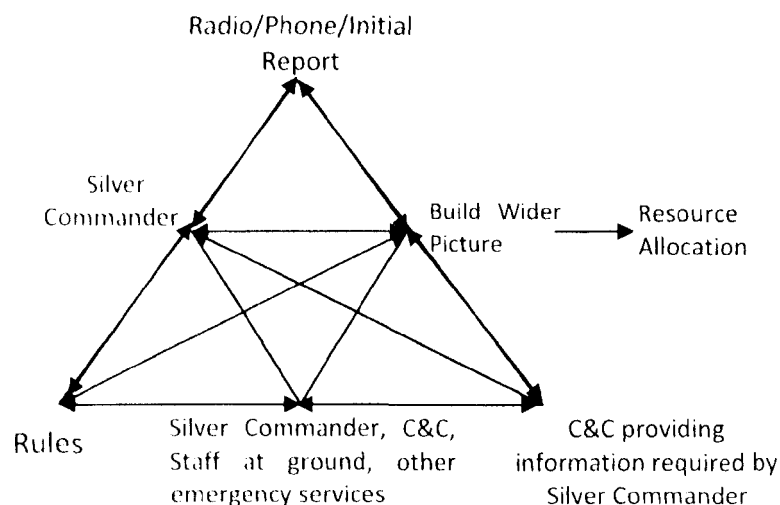 Radio/Phone/Initial
Report
Silver
Commander
Build Wider
Picture
Resource
Allocation
Rules
Silver Commander, C&C,
Staff at ground, other
emergency services
C&C providing
information required by
Silver Commander